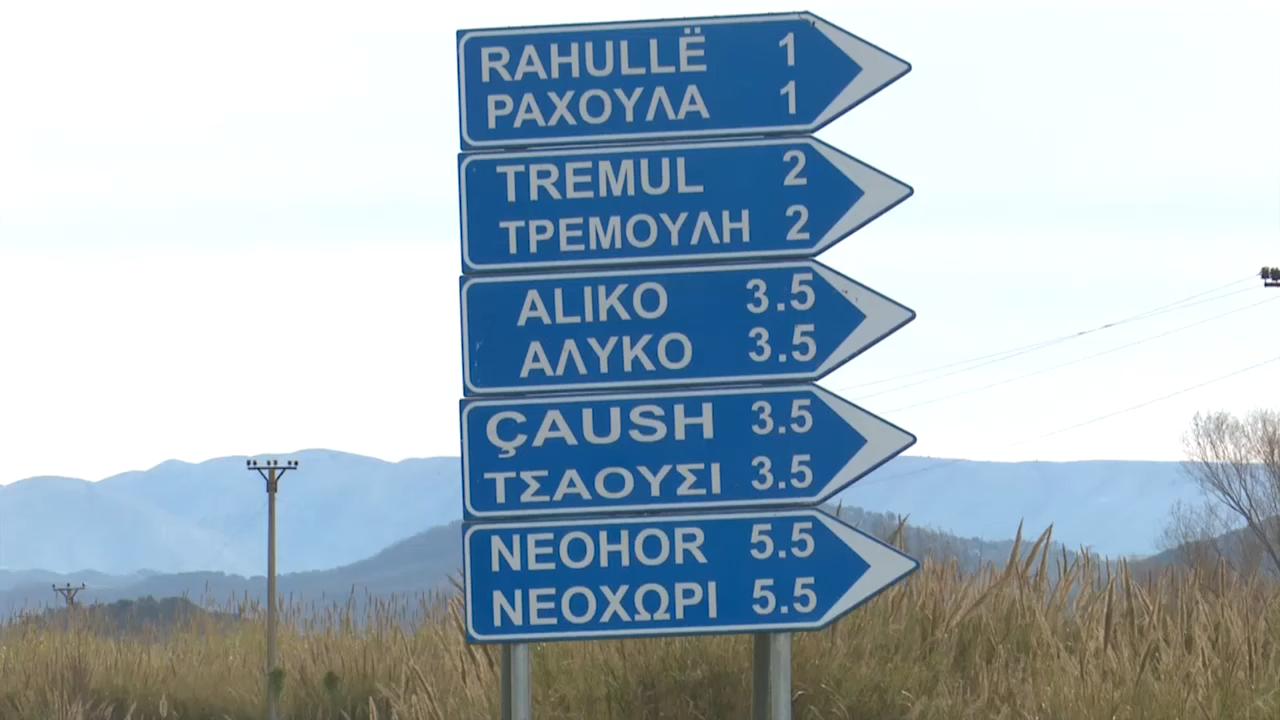 RAHULLË 1
ΡΑΧΟΥΛΑ 1
TREMUL 2
ΤΡΕΜΟΥΛΗ 2
ALIKO 3.5
ΑΛΥΚΟ 3.5
ÇAUSH 3.5
ΤΣΑΟΥΣΙ 3.5
NEOHOR 5.5
ΝΕΟΧΩΡΙ 5.5